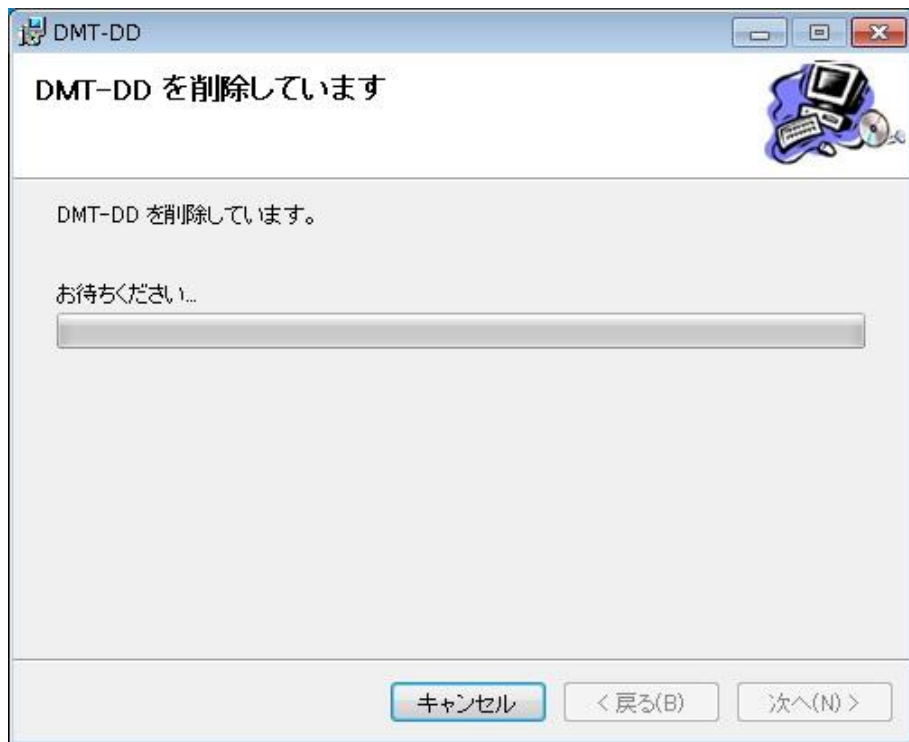 DMT-DD
DMT-DD を削除しています
DMT-DD を削除しています。
お待ちください...
キャンセル
< 戻る(B)
次へ(N) >